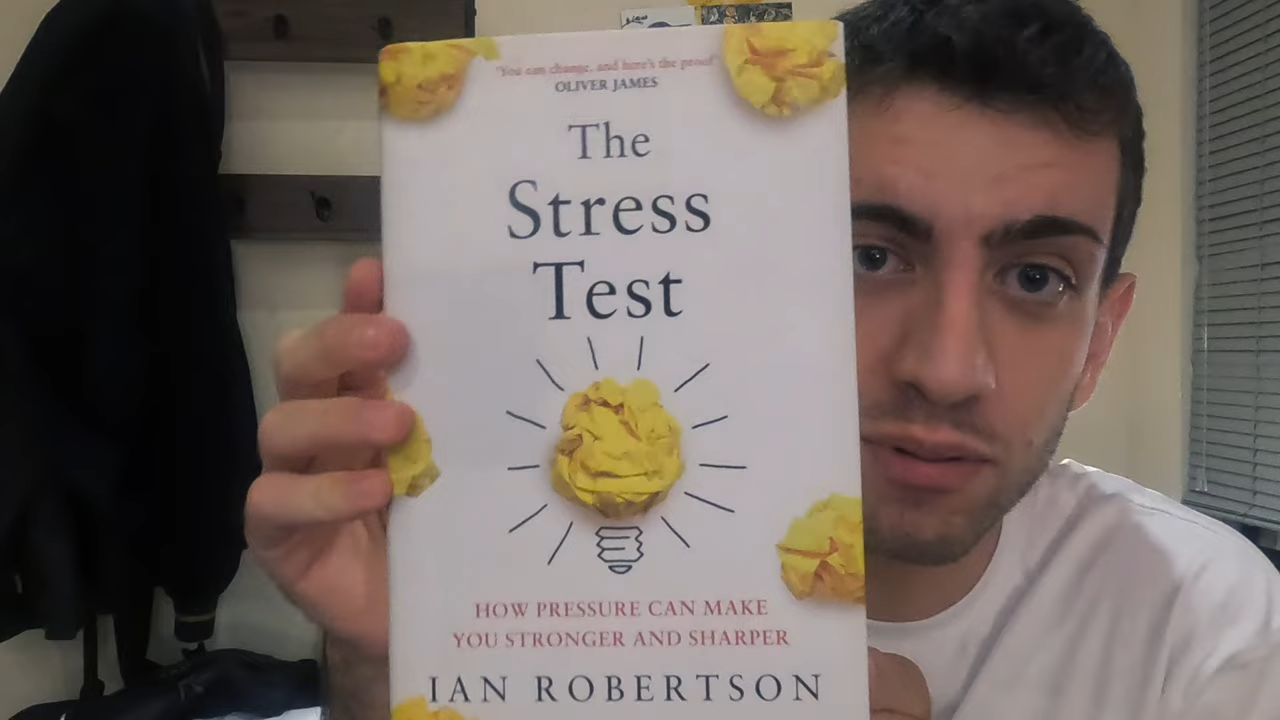 'You can change, and here's the proof'
OLIVER JAMES
The
Stress
Test
HOW PRESSURE CAN MAKE
YOU STRONGER AND SHARPER
IAN ROBERTSON